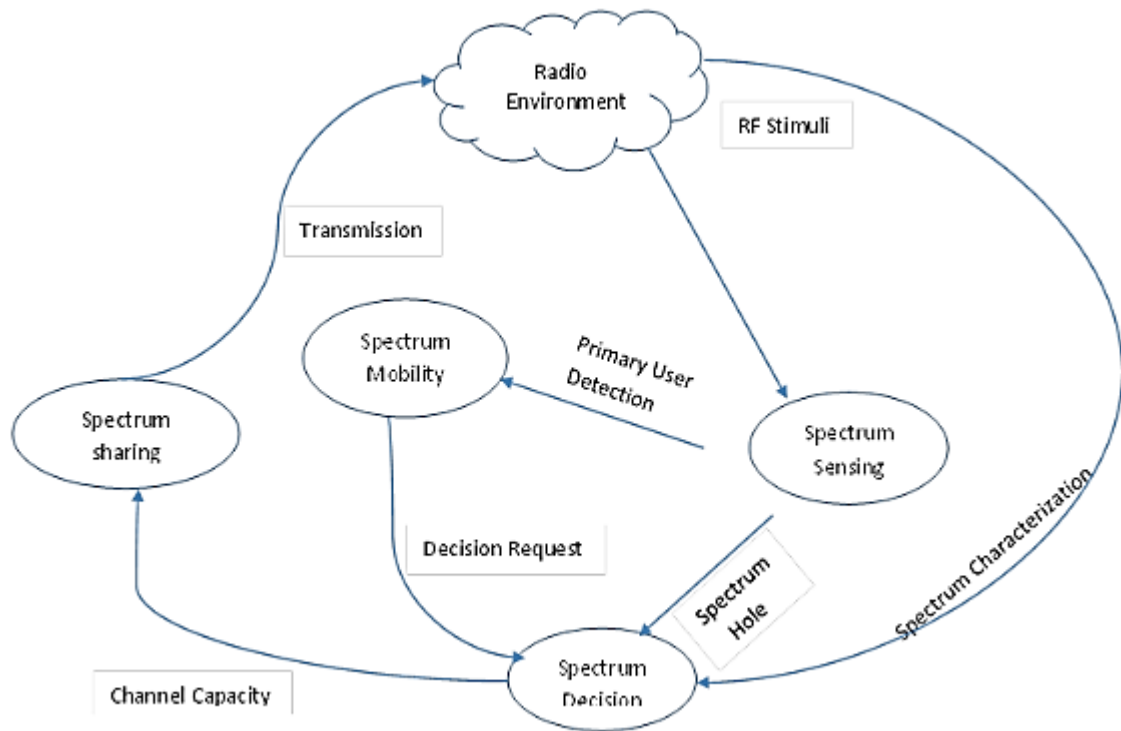 Radio
Environment
RF Stimuli
Transmission
Spectrum
Mobility
Primary User
Detection
Spectrum
sharing
Spectrum
Sensing
Decision Request
Spectrum
Hole
Spectrum Characterization
Spectrum
Decision
Channel Capacity